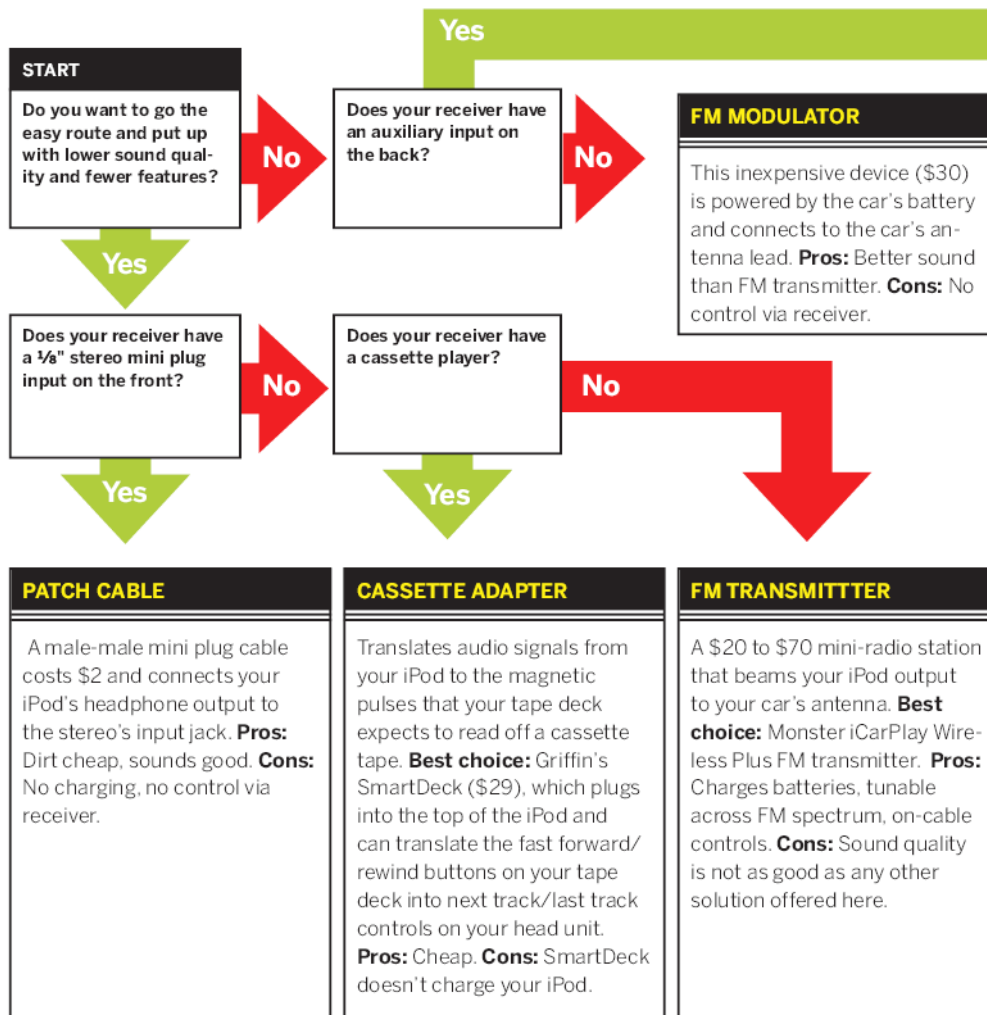 Yes
START
Do you want to go the
easy route and put up
with lower sound qual-
ity and fewer features?
No
Does your receiver have
an auxiliary input on
the back?
No
FM MODULATOR
This inexpensive device ($30)
is powered by the car's battery
and connects to the car's an-
tenna lead. Pros: Better sound
than FM transmitter. Cons: No
control via receiver.
Yes
Does your receiver have
a ⅛" stereo mini plug
input on the front?
No
Does your receiver have
a cassette player?
No
Yes
Yes
PATCH CABLE
A male-male mini plug cable
costs $2 and connects your
iPod's headphone output to
the stereo's input jack. Pros:
Dirt cheap, sounds good. Cons:
No charging, no control via
receiver.
CASSETTE ADAPTER
Translates audio signals from
your iPod to the magnetic
pulses that your tape deck
expects to read off a cassette
tape. Best choice: Griffin's
SmartDeck ($29), which plugs
into the top of the iPod and
can translate the fast forward/
rewind buttons on your tape
deck into next track/last track
controls on your head unit.
Pros: Cheap. Cons: SmartDeck
doesn't charge your iPod.
FM TRANSMITTTER
A $20 to $70 mini-radio station
that beams your iPod output
to your car's antenna. Best
choice: Monster iCarPlay Wire-
less Plus FM transmitter. Pros:
Charges batteries, tunable
across FM spectrum, on-cable
controls. Cons: Sound quality
is not as good as any other
solution offered here.